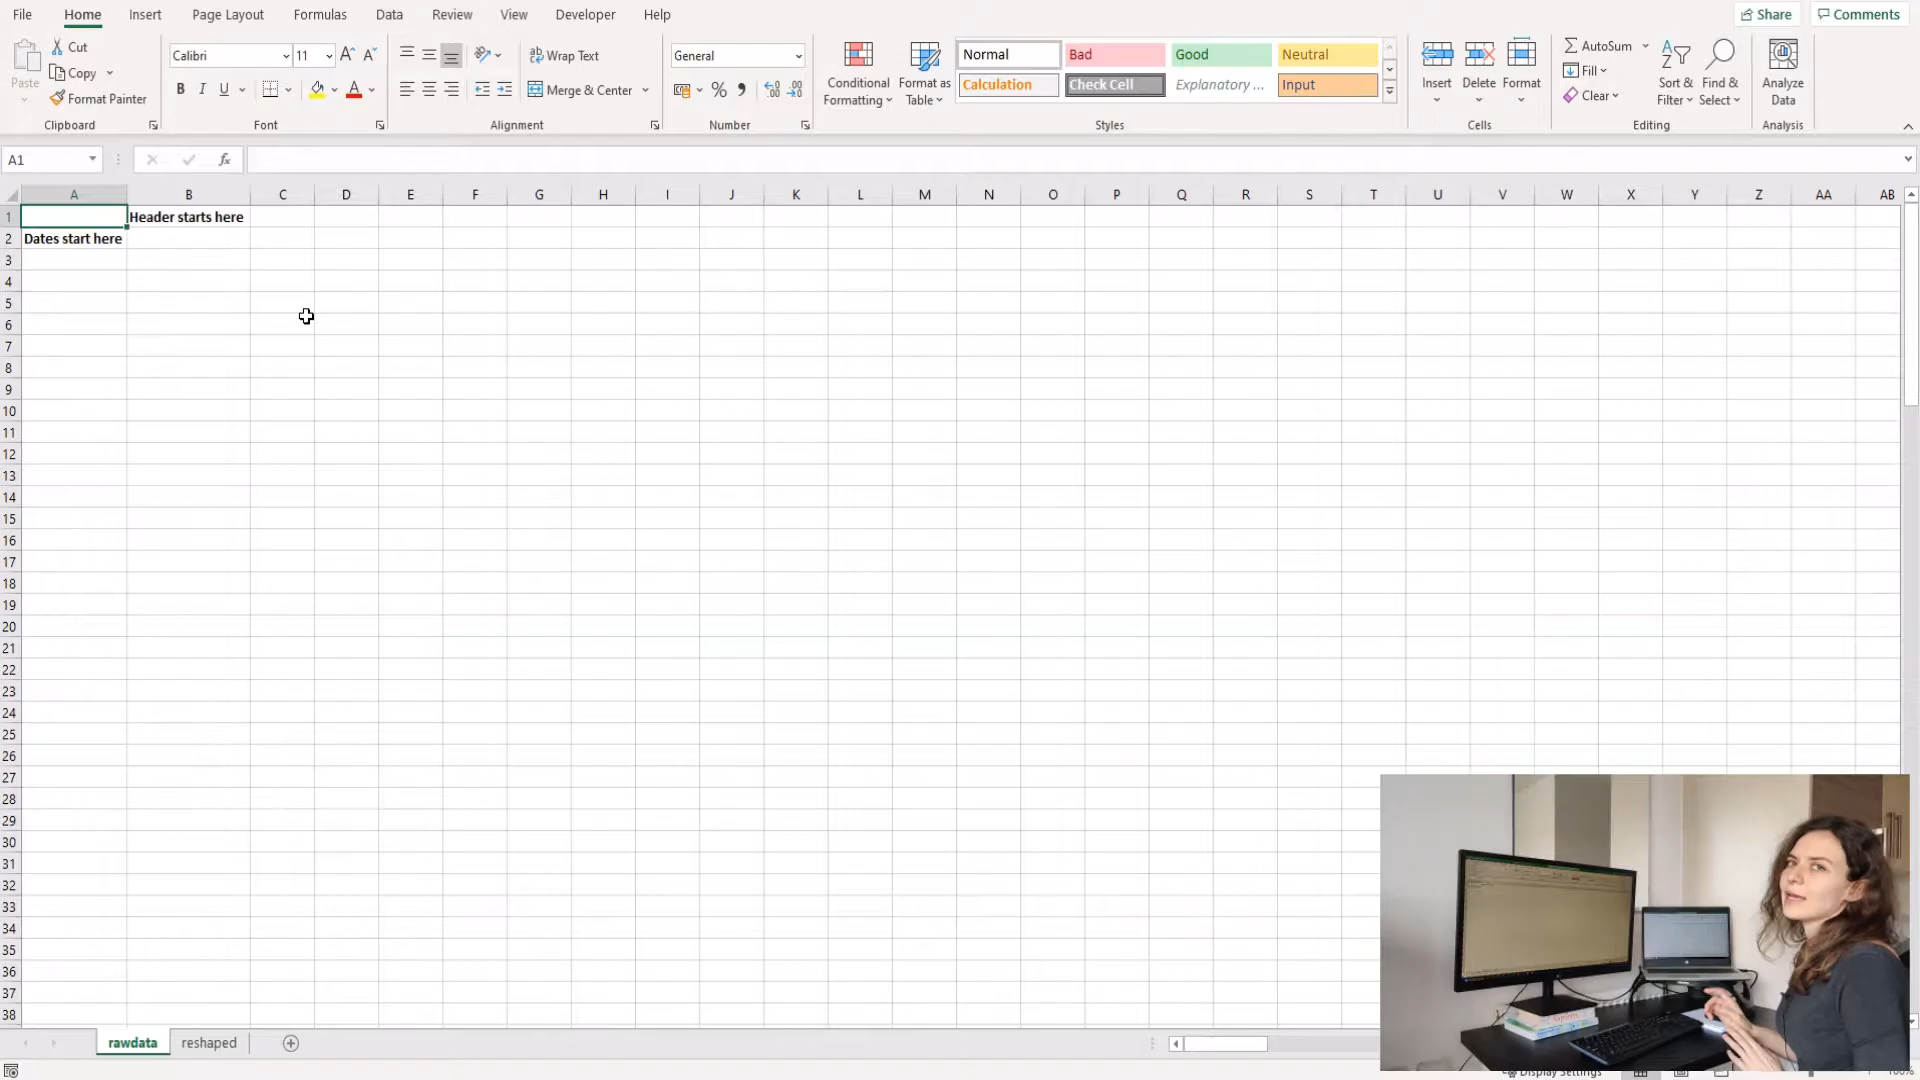 File Home Insert Page Layout Formulas Data Review View Developer Help Share Comments
Paste Cut Copy Format Painter Clipboard
Calibri 11 A A B I U A Font
Wrap Text Merge & Center Alignment
General % Number
Conditional Formatting Format as Table
Normal Bad Good Neutral
Calculation Check Cell Explanatory ... Input
Styles
Insert Delete Format Cells
AutoSum Fill Clear Sort & Filter Find & Select Editing
Analyze Data Analysis
A1 fx
A B C D E F G H I J K L M N O P Q R S T U V W X Y Z AA AB
1 Header starts here
2 Dates start here
3
4
5
6
7
8
9
10
11
12
13
14
15
16
17
18
19
20
21
22
23
24
25
26
27
28
29
30
31
32
33
34
35
36
37
38
rawdata reshaped
Display Settings 100%